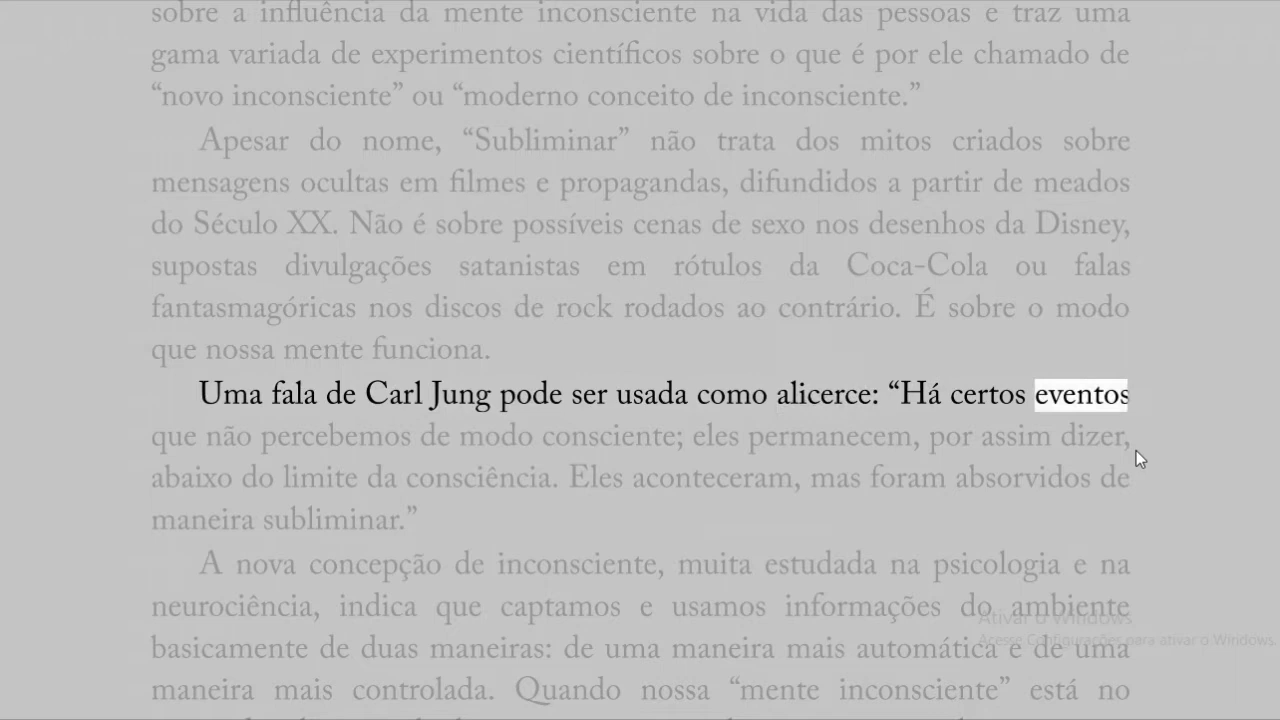 sobre a influência da mente inconsciente na vida das pessoas e traz uma
gama variada de experimentos científicos sobre o que é por ele chamado de
“novo inconsciente” ou “moderno conceito de inconsciente.”
Apesar do nome, “Subliminar” não trata dos mitos criados sobre
mensagens ocultas em filmes e propagandas, difundidos a partir de meados
do Século XX. Não é sobre possíveis cenas de sexo nos desenhos da Disney,
supostas divulgações satanistas em rótulos da Coca-Cola ou falas
fantasmagóricas nos discos de rock rodados ao contrário. É sobre o modo
que nossa mente funciona.
Uma fala de Carl Jung pode ser usada como alicerce: “Há certos eventos
que não percebemos de modo consciente; eles permanecem, por assim dizer,
abaixo do limite da consciência. Eles aconteceram, mas foram absorvidos de
maneira subliminar.”
A nova concepção de inconsciente, muita estudada na psicologia e na
neurociência, indica que captamos e usamos informações do ambiente
basicamente de duas maneiras: de uma maneira mais automática e de uma
maneira mais controlada. Quando nossa “mente inconsciente” está no
Ativar o Windows
Acesse Configurações para ativar o Windows.